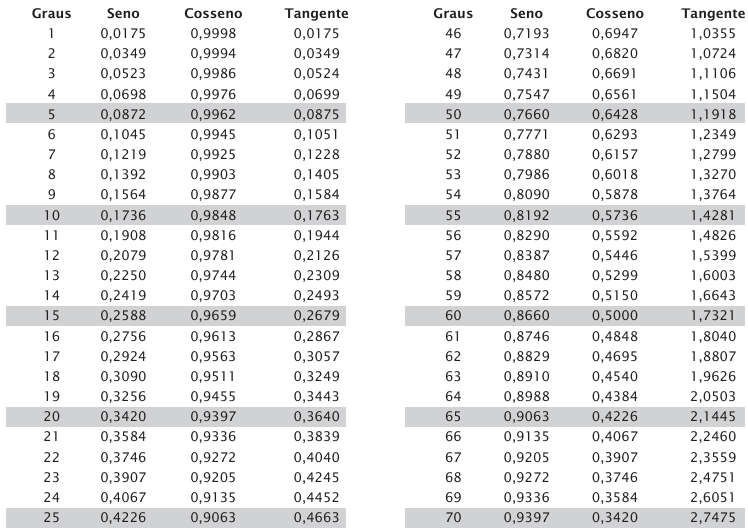 Graus Seno Cosseno Tangente Graus Seno Cosseno Tangente
1 0,0175 0,9998 0,0175 46 0,7193 0,6947 1,0355
2 0,0349 0,9994 0,0349 47 0,7314 0,6820 1,0724
3 0,0523 0,9986 0,0524 48 0,7431 0,6691 1,1106
4 0,0698 0,9976 0,0699 49 0,7547 0,6561 1,1504
5 0,0872 0,9962 0,0875 50 0,7660 0,6428 1,1918
6 0,1045 0,9945 0,1051 51 0,7771 0,6293 1,2349
7 0,1219 0,9925 0,1228 52 0,7880 0,6157 1,2799
8 0,1392 0,9903 0,1405 53 0,7986 0,6018 1,3270
9 0,1564 0,9877 0,1584 54 0,8090 0,5878 1,3764
10 0,1736 0,9848 0,1763 55 0,8192 0,5736 1,4281
11 0,1908 0,9816 0,1944 56 0,8290 0,5592 1,4826
12 0,2079 0,9781 0,2126 57 0,8387 0,5446 1,5399
13 0,2250 0,9744 0,2309 58 0,8480 0,5299 1,6003
14 0,2419 0,9703 0,2493 59 0,8572 0,5150 1,6643
15 0,2588 0,9659 0,2679 60 0,8660 0,5000 1,7321
16 0,2756 0,9613 0,2867 61 0,8746 0,4848 1,8040
17 0,2924 0,9563 0,3057 62 0,8829 0,4695 1,8807
18 0,3090 0,9511 0,3249 63 0,8910 0,4540 1,9626
19 0,3256 0,9455 0,3443 64 0,8988 0,4384 2,0503
20 0,3420 0,9397 0,3640 65 0,9063 0,4226 2,1445
21 0,3584 0,9336 0,3839 66 0,9135 0,4067 2,2460
22 0,3746 0,9272 0,4040 67 0,9205 0,3907 2,3559
23 0,3907 0,9205 0,4245 68 0,9272 0,3746 2,4751
24 0,4067 0,9135 0,4452 69 0,9336 0,3584 2,6051
25 0,4226 0,9063 0,4663 70 0,9397 0,3420 2,7475